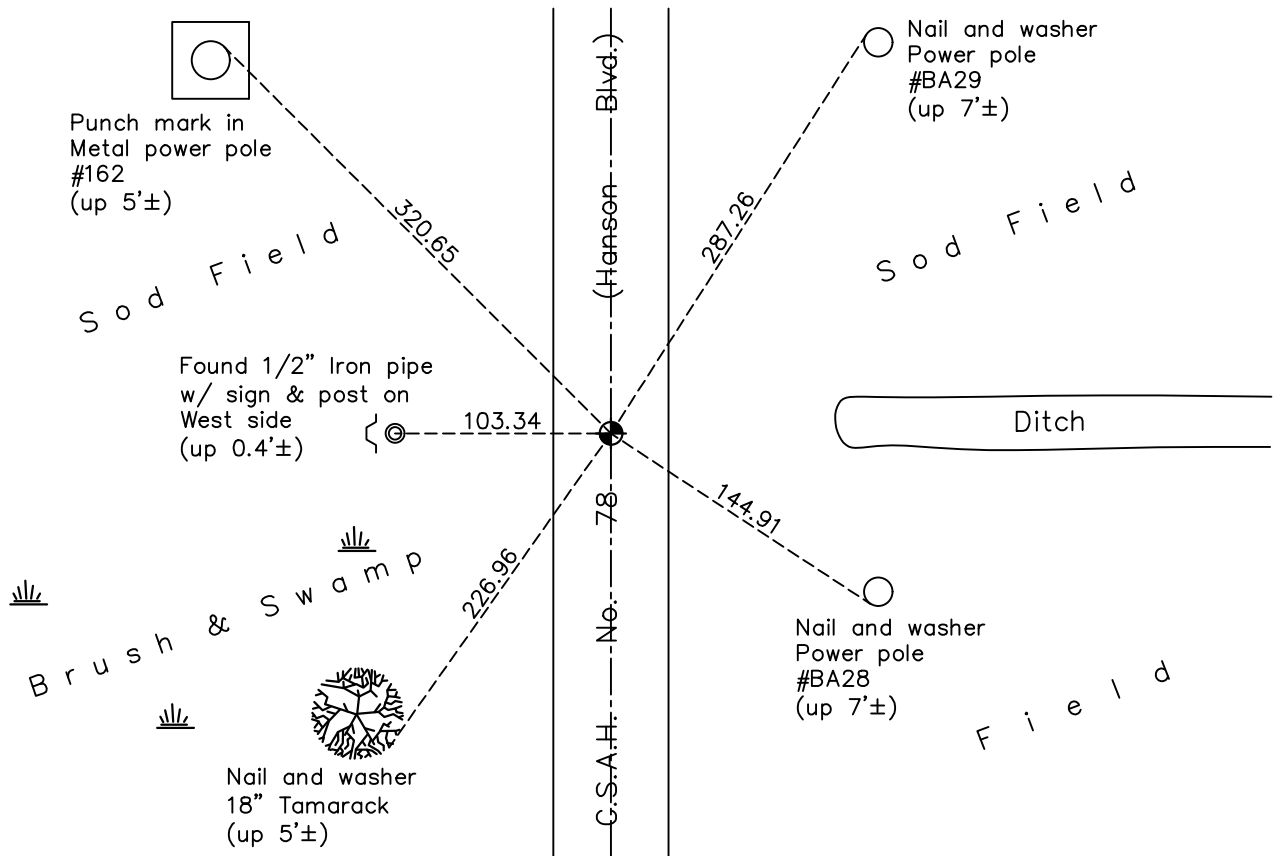 Punch mark in
Metal power pole
#162
(up 5'±)
Nail and washer
Power pole
#BA29
(up 7'±)
320.65
287.26
Sod Field
Sod Field
Found 1/2" Iron pipe
w/ sign & post on
West side
(up 0.4'±)
103.34
Ditch
C.S.A.H. No. 78 (Hanson Blvd.)
144.91
226.96
Brush & Swamp
Nail and washer
Power pole
#BA28
(up 7'±)
Field
Nail and washer
18" Tamarack
(up 5'±)